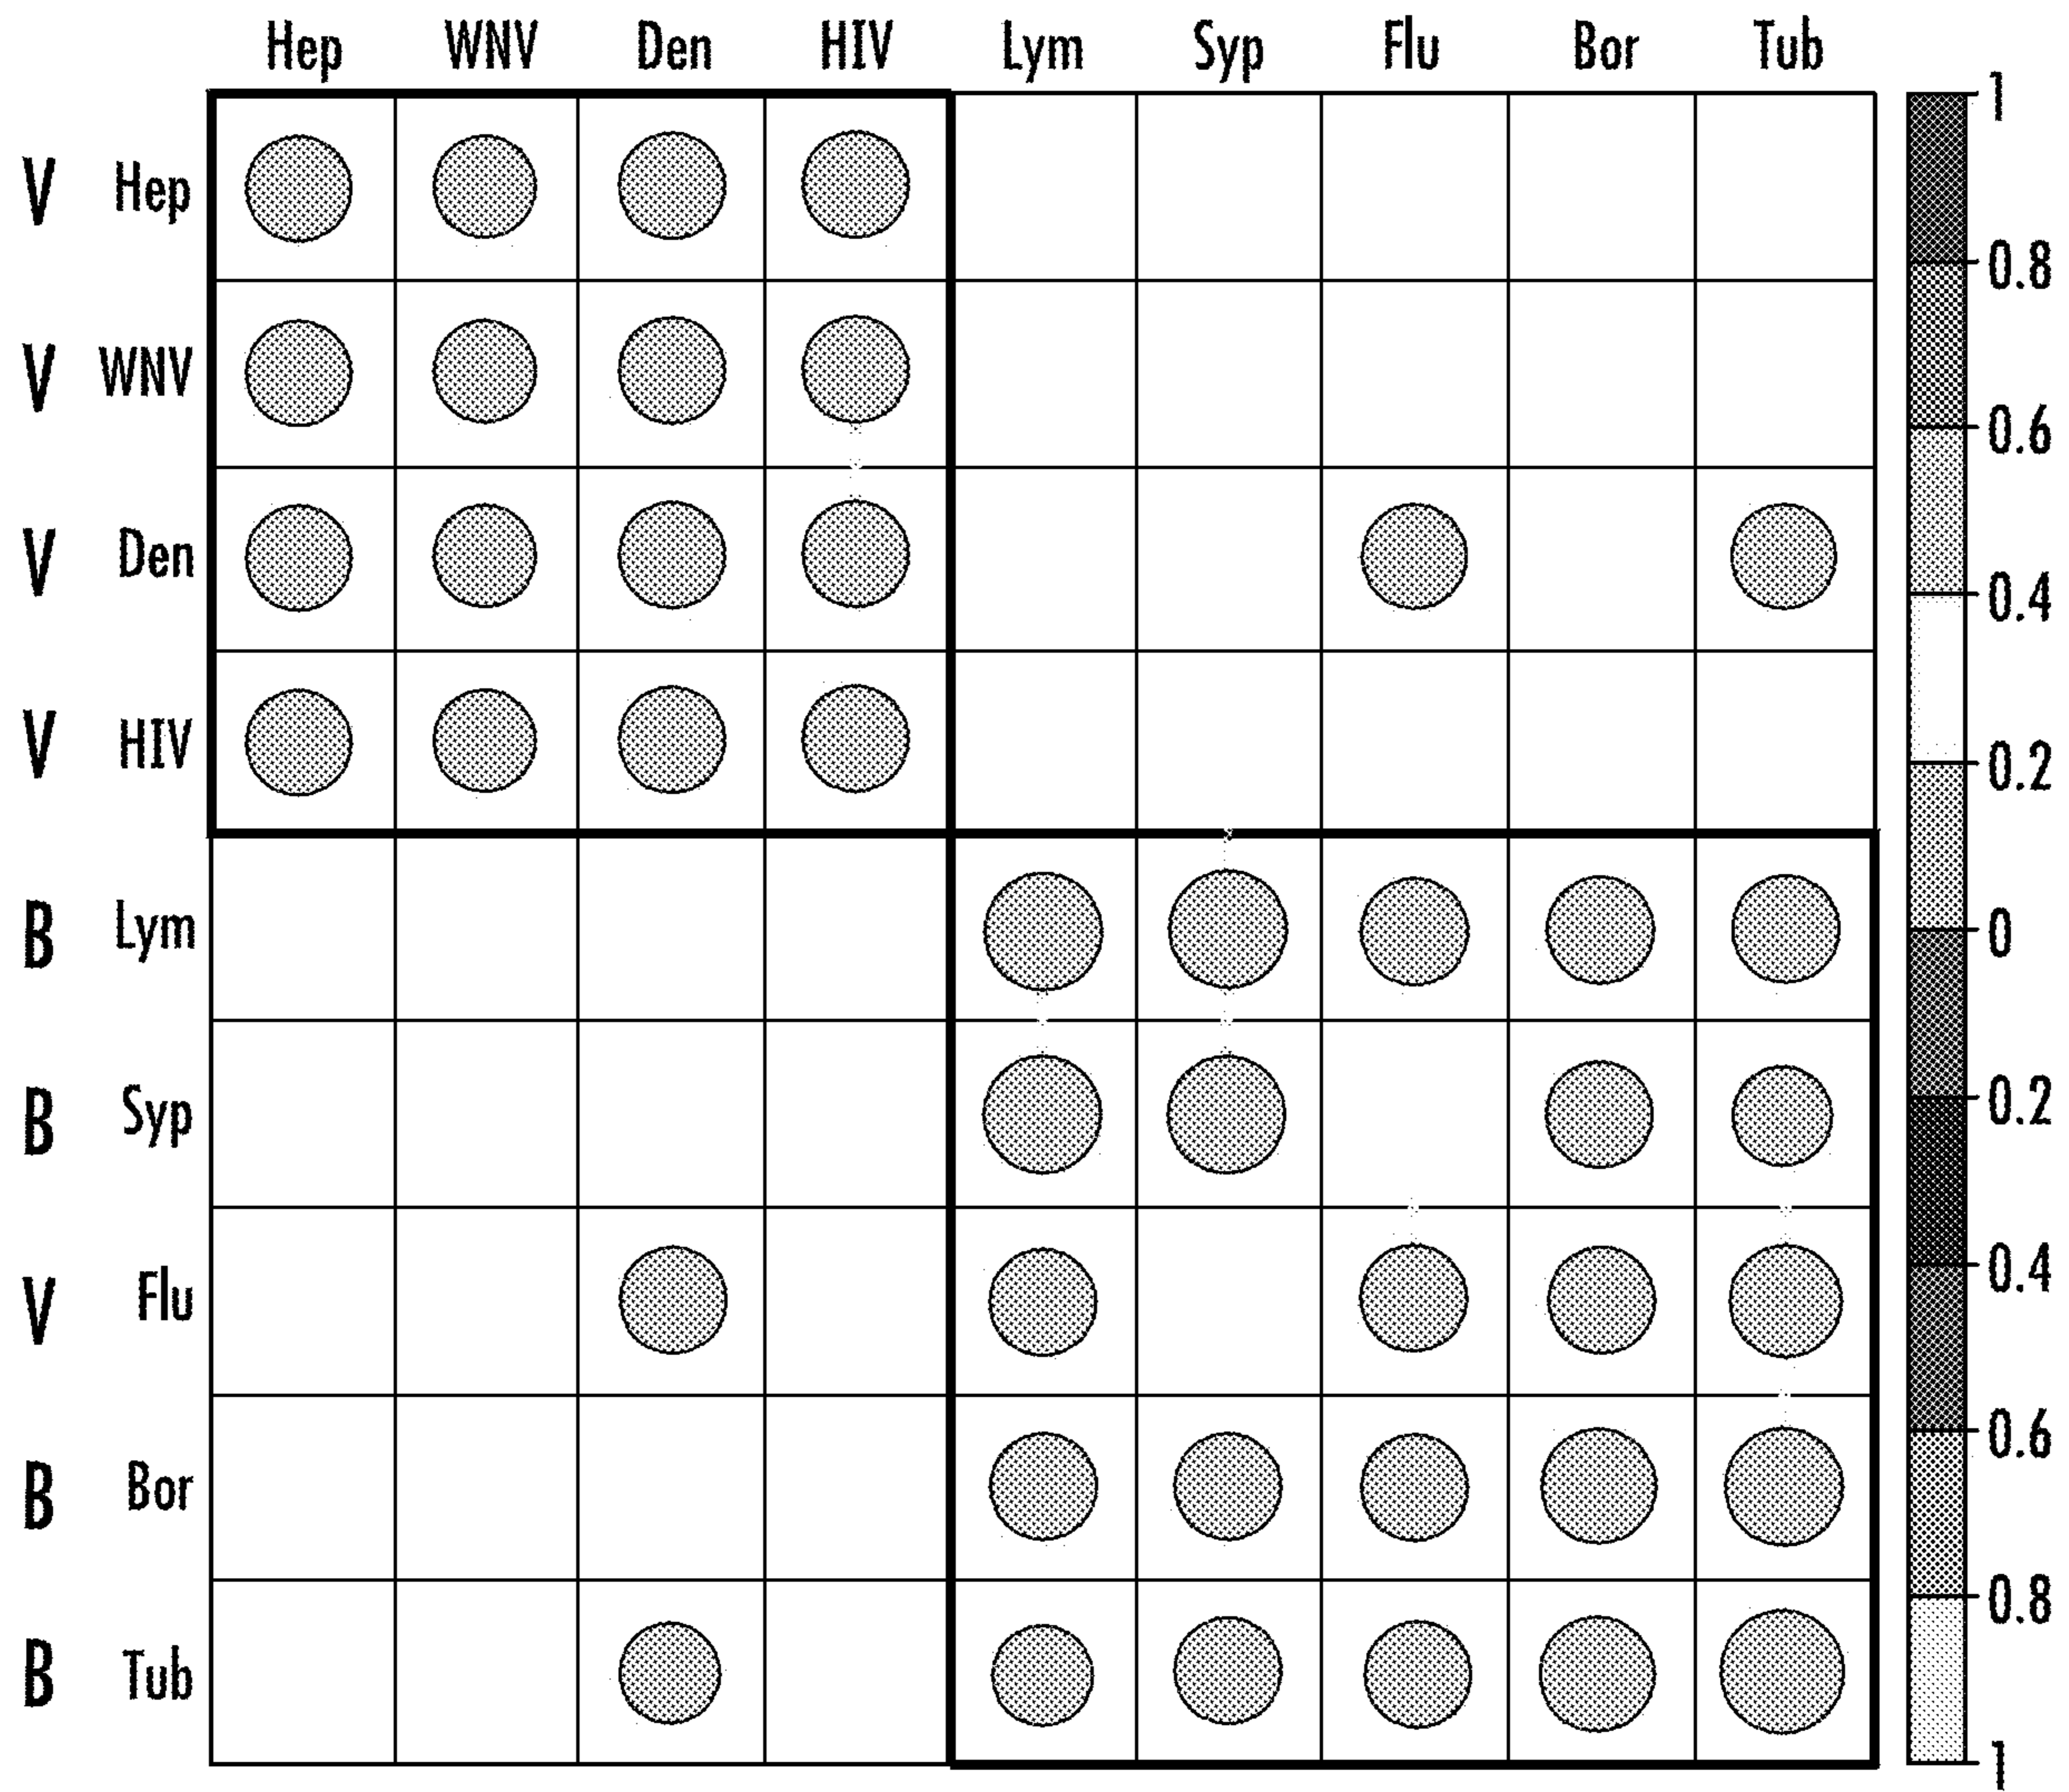 Hep WNV Den HIV Lym Syp Flu Bor Tub
V Hep
V WNV
V Den
V HIV
B Lym
B Syp
V Flu
B Bor
B Tub
1
0.8
0.6
0.4
0.2
0
0.2
0.4
0.6
0.8
1